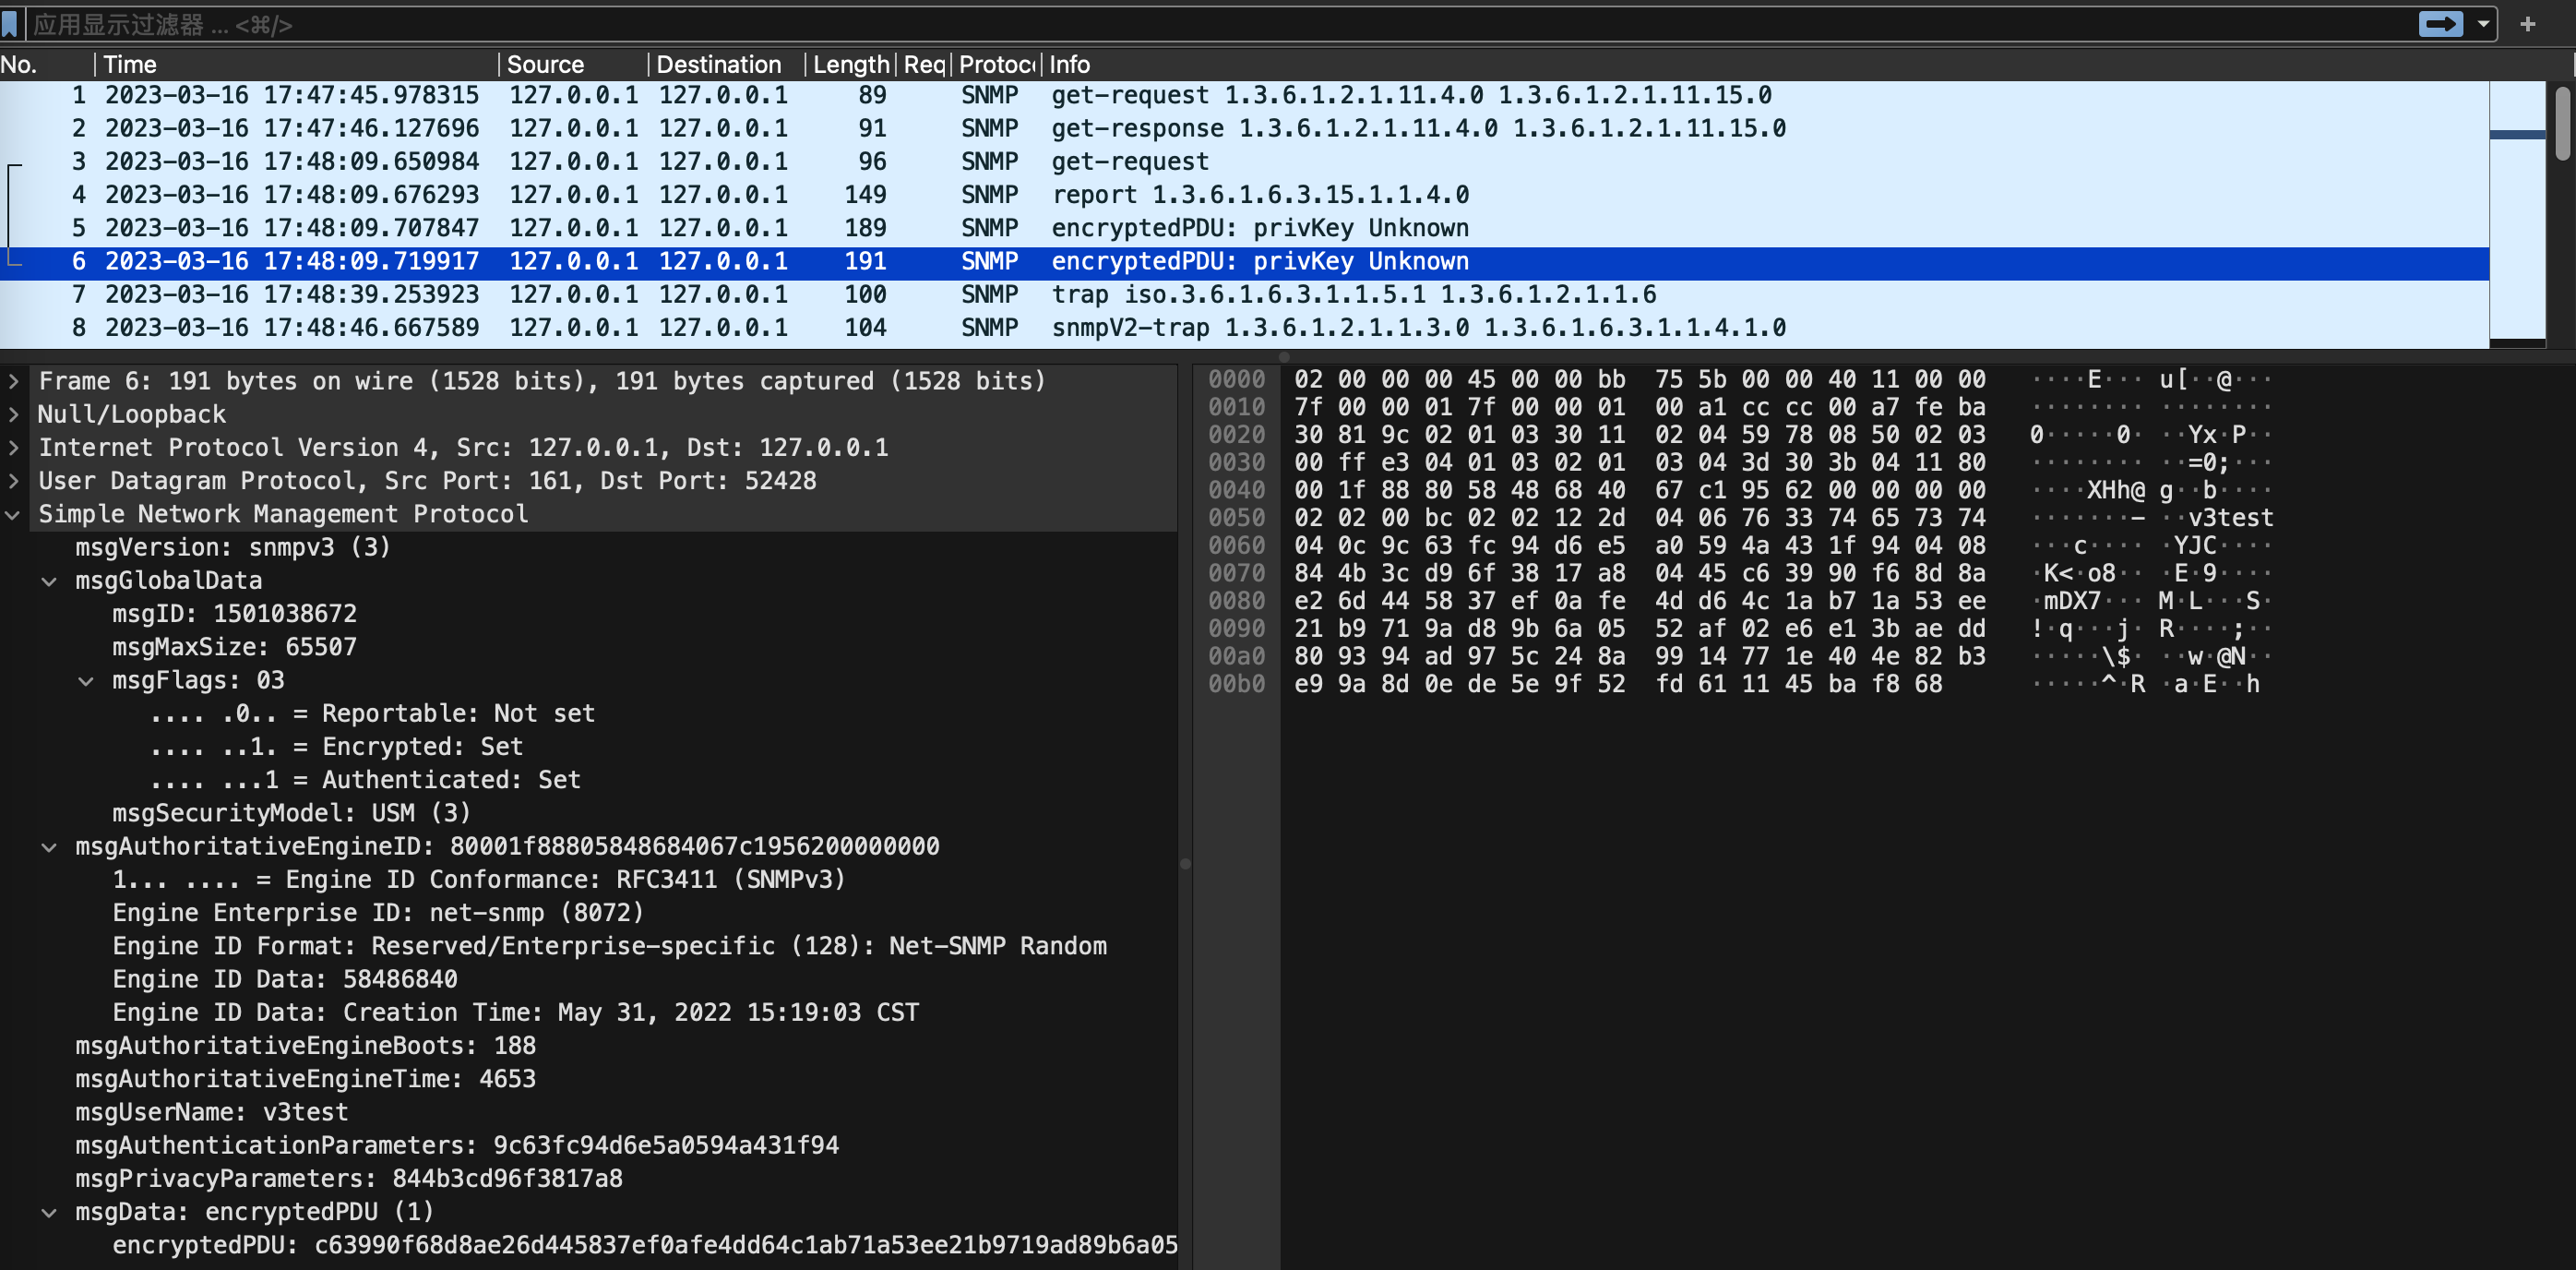 应用显示过滤器 … <⌘/>
No. Time Source Destination Length Req Protoc Info
1 2023-03-16 17:47:45.978315 127.0.0.1 127.0.0.1 89 SNMP get-request 1.3.6.1.2.1.11.4.0 1.3.6.1.2.1.11.15.0
2 2023-03-16 17:47:46.127696 127.0.0.1 127.0.0.1 91 SNMP get-response 1.3.6.1.2.1.11.4.0 1.3.6.1.2.1.11.15.0
3 2023-03-16 17:48:09.650984 127.0.0.1 127.0.0.1 96 SNMP get-request
4 2023-03-16 17:48:09.676293 127.0.0.1 127.0.0.1 149 SNMP report 1.3.6.1.6.3.15.1.1.4.0
5 2023-03-16 17:48:09.707847 127.0.0.1 127.0.0.1 189 SNMP encryptedPDU: privKey Unknown
6 2023-03-16 17:48:09.719917 127.0.0.1 127.0.0.1 191 SNMP encryptedPDU: privKey Unknown
7 2023-03-16 17:48:39.253923 127.0.0.1 127.0.0.1 100 SNMP trap iso.3.6.1.6.3.1.1.5.1 1.3.6.1.2.1.1.6
8 2023-03-16 17:48:46.667589 127.0.0.1 127.0.0.1 104 SNMP snmpV2-trap 1.3.6.1.2.1.1.3.0 1.3.6.1.6.3.1.1.4.1.0
Frame 6: 191 bytes on wire (1528 bits), 191 bytes captured (1528 bits)
Null/Loopback
Internet Protocol Version 4, Src: 127.0.0.1, Dst: 127.0.0.1
User Datagram Protocol, Src Port: 161, Dst Port: 52428
Simple Network Management Protocol
msgVersion: snmpv3 (3)
msgGlobalData
msgID: 1501038672
msgMaxSize: 65507
msgFlags: 03
.... .0.. = Reportable: Not set
.... ..1. = Encrypted: Set
.... ...1 = Authenticated: Set
msgSecurityModel: USM (3)
msgAuthoritativeEngineID: 80001f88805848684067c1956200000000
1... .... = Engine ID Conformance: RFC3411 (SNMPv3)
Engine Enterprise ID: net-snmp (8072)
Engine ID Format: Reserved/Enterprise-specific (128): Net-SNMP Random
Engine ID Data: 58486840
Engine ID Data: Creation Time: May 31, 2022 15:19:03 CST
msgAuthoritativeEngineBoots: 188
msgAuthoritativeEngineTime: 4653
msgUserName: v3test
msgAuthenticationParameters: 9c63fc94d6e5a0594a431f94
msgPrivacyParameters: 844b3cd96f3817a8
msgData: encryptedPDU (1)
encryptedPDU: c63990f68d8ae26d445837ef0afe4dd64c1ab71a53ee21b9719ad89b6a05
0000 02 00 00 00 45 00 00 bb 75 5b 00 00 40 11 00 00 ····E··· u[··@···
0010 7f 00 00 01 7f 00 00 01 00 a1 cc cc 00 a7 fe ba ········ ········
0020 30 81 9c 02 01 03 30 11 02 04 59 78 08 50 02 03 0·····0· ··Yx·P··
0030 00 ff e3 04 01 03 02 01 03 04 3d 30 3b 04 11 80 ········ ··=0;···
0040 00 1f 88 80 58 48 68 40 67 c1 95 62 00 00 00 00 ····XHh@ g··b····
0050 02 02 00 bc 02 02 12 2d 04 06 76 33 74 65 73 74 ·······- ··v3test
0060 04 0c 9c 63 fc 94 d6 e5 a0 59 4a 43 1f 94 04 08 ···c···· ·YJC····
0070 84 4b 3c d9 6f 38 17 a8 04 45 c6 39 90 f6 8d 8a ·K<·o8·· ·E·9····
0080 e2 6d 44 58 37 ef 0a fe 4d d6 4c 1a b7 1a 53 ee ·mDX7··· M·L···S·
0090 21 b9 71 9a d8 9b 6a 05 52 af 02 e6 e1 3b ae dd !·q···j· R····;··
00a0 80 93 94 ad 97 5c 24 8a 99 14 77 1e 40 4e 82 b3 ·····\$· ··w·@N··
00b0 e9 9a 8d 0e de 5e 9f 52 fd 61 11 45 ba f8 68 ·····^·R ·a·E··h